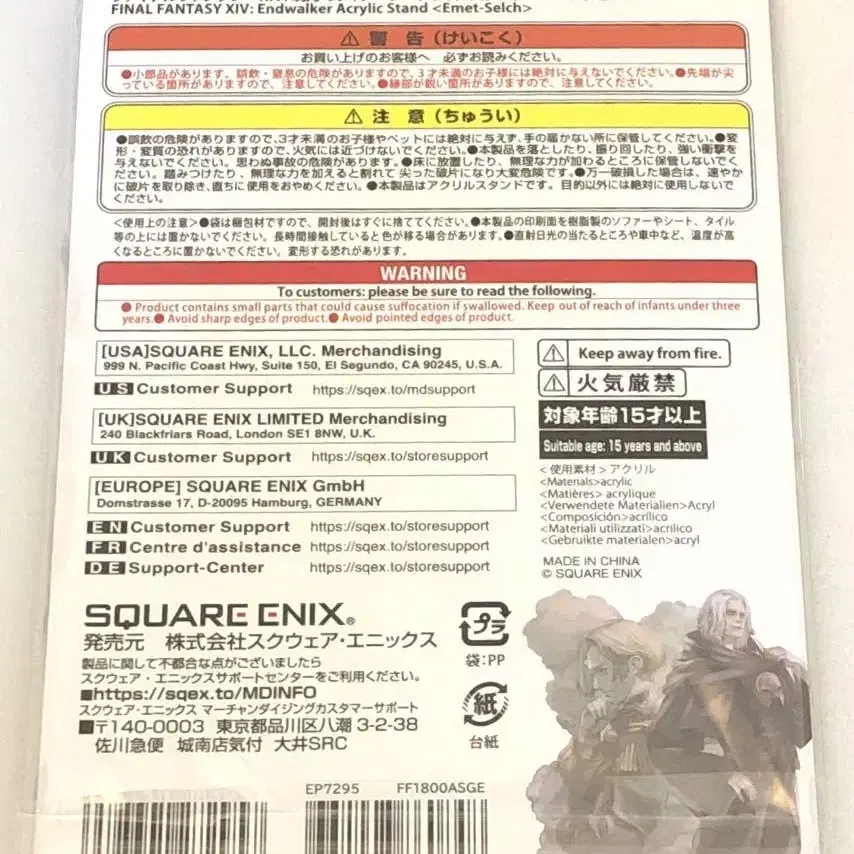 FINAL FANTASY XIV: Endwalker Acrylic Stand <Emet-Selch>
⚠ 警 告 (けいこく)
お買い上げのお客様へ 必ずお読みください。
●小部品があります。誤飲・窒息の危険がありますので、3才未満のお子様には絶対に与えないでください。●先端が尖
っている箇所がありますので、注意してください。●縁部が鋭い箇所がありますので、注意してください。
⚠ 注 意 (ちゅうい)
●誤飲の危険がありますので、3才未満のお子様やペットには絶対に与えず、手の届かない所に保管してください。●変
形・変質の恐れがありますので、火気には近づけないでください。●本製品を落としたり、振り回したり、強い衝撃を
与えないでください。思わぬ事故の危険があります。●床に放置したり、無理な力が加わるところに保管しないでくだ
さい。踏みつけたり、無理な力を加えると割れて尖った破片になり大変危険です。●万一破損した場合は、速やか
に破片を取り除き、直ちに使用をおやめください。●本製品はアクリルスタンドです。目的以外には絶対に使用しないで
ください。
<使用上の注意>●袋は梱包材ですので、開封後はすぐに捨ててください。●本製品の印刷面を樹脂製のソファーやシート、タイル
等の上には置かないでください。長時間接触していると色が移る場合があります。●直射日光の当たるところや車中など、温度が高
くなるところに置かないでください。変形する恐れがあります。
WARNING
To customers: please be sure to read the following.
● Product contains small parts that could cause suffocation if swallowed. Keep out of reach of infants under three
years.● Avoid sharp edges of product.● Avoid pointed edges of product.
[USA]SQUARE ENIX, LLC. Merchandising
999 N. Pacific Coast Hwy, Suite 150, El Segundo, CA 90245, U.S.A.
US Customer Support https://sqex.to/mdsupport
[UK]SQUARE ENIX LIMITED Merchandising
240 Blackfriars Road, London SE1 8NW, U.K.
UK Customer Support https://sqex.to/storesupport
[EUROPE] SQUARE ENIX GmbH
Domstrasse 17, D-20095 Hamburg, GERMANY
EN Customer Support https://sqex.to/storesupport
FR Centre d'assistance https://sqex.to/storesupport
DE Support-Center https://sqex.to/storesupport
⚠ Keep away from fire.
⚠ 火気厳禁
対象年齢15才以上
Suitable age: 15 years and above
<使用素材>アクリル
<Materials>acrylic
<Matières> acrylique
<Verwendete Materialien>Acryl
<Composición>acrílico
<Materiali utilizzati>acrilico
<Gebruikte materialen>acryl
MADE IN CHINA
© SQUARE ENIX
SQUARE ENIX®
発売元 株式会社スクウェア・エニックス
製品に関して不都合な点がございましたら
スクウェア・エニックスサポートセンターをご利用ください。
■https://sqex.to/MDINFO
スクウェア・エニックス マーチャンダイジングカスタマーサポート
■〒140-0003 東京都品川区八潮 3-2-38
佐川急便 城南店気付 大井SRC
プラ
袋:PP
紙
台紙
EP7295 FF1800ASGE